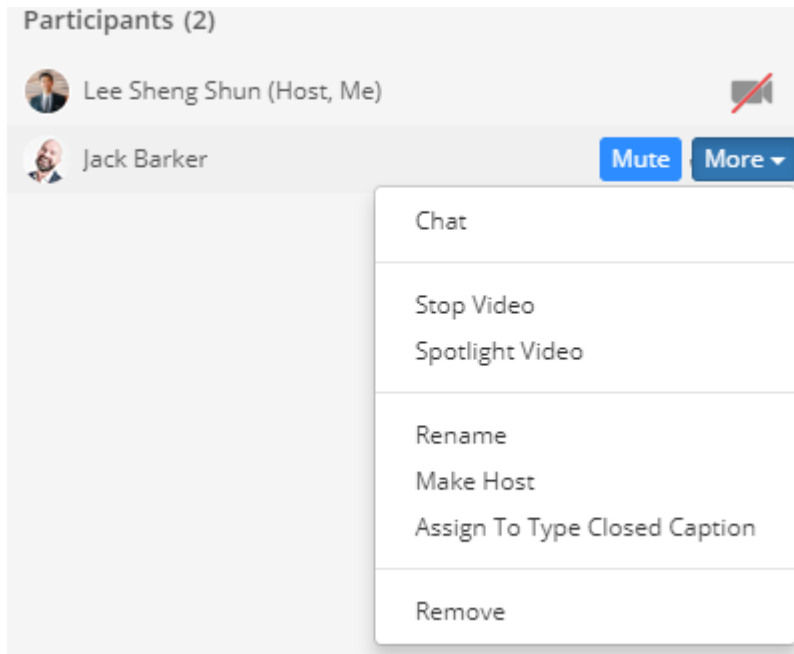 Participants (2)
Lee Sheng Shun (Host, Me)
Jack Barker Mute More
Chat
Stop Video
Spotlight Video
Rename
Make Host
Assign To Type Closed Caption
Remove